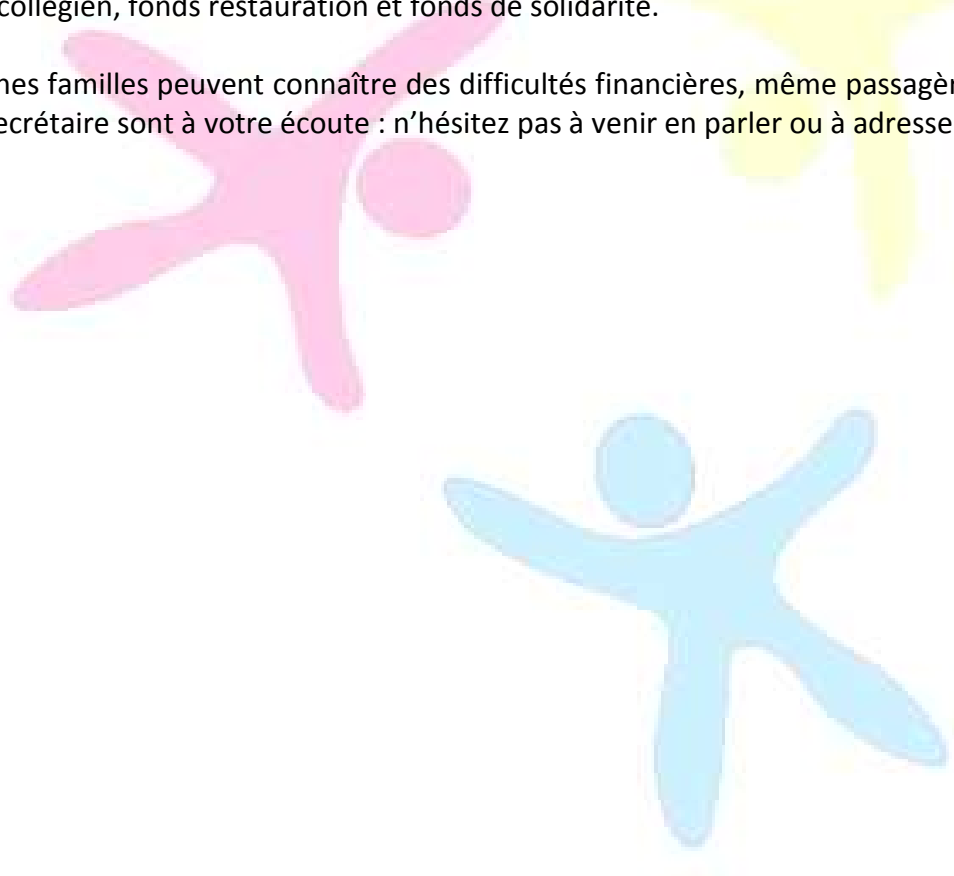 collégien, fonds restauration et fonds de solidarité.
nes familles peuvent connaître des difficultés financières, même passagèr
ecrétaire sont à votre écoute : n’hésitez pas à venir en parler ou à adresse